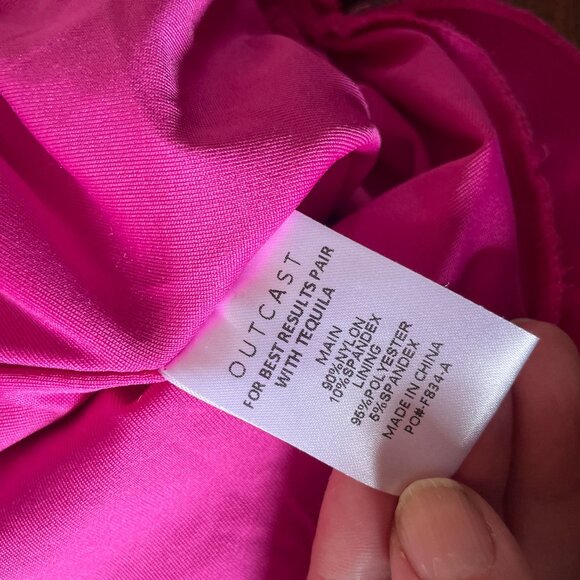 OUTCAST
FOR BEST RESULTS PAIR
WITH TEQUILA
MAIN
90%NYLON
10%SPANDEX
LINING
95%POLYESTER
5%SPANDEX
MADE IN CHINA
PO#-F834-A